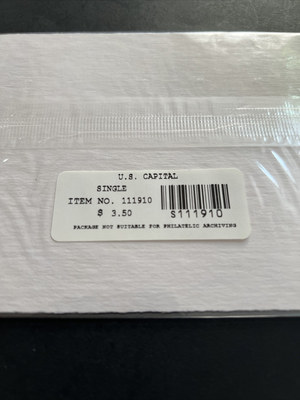 U.S. CAPITAL
SINGLE
ITEM NO. 111910
$ 3.50
S111910
PACKAGE NOT SUITABLE FOR PHILATELIC ARCHIVING